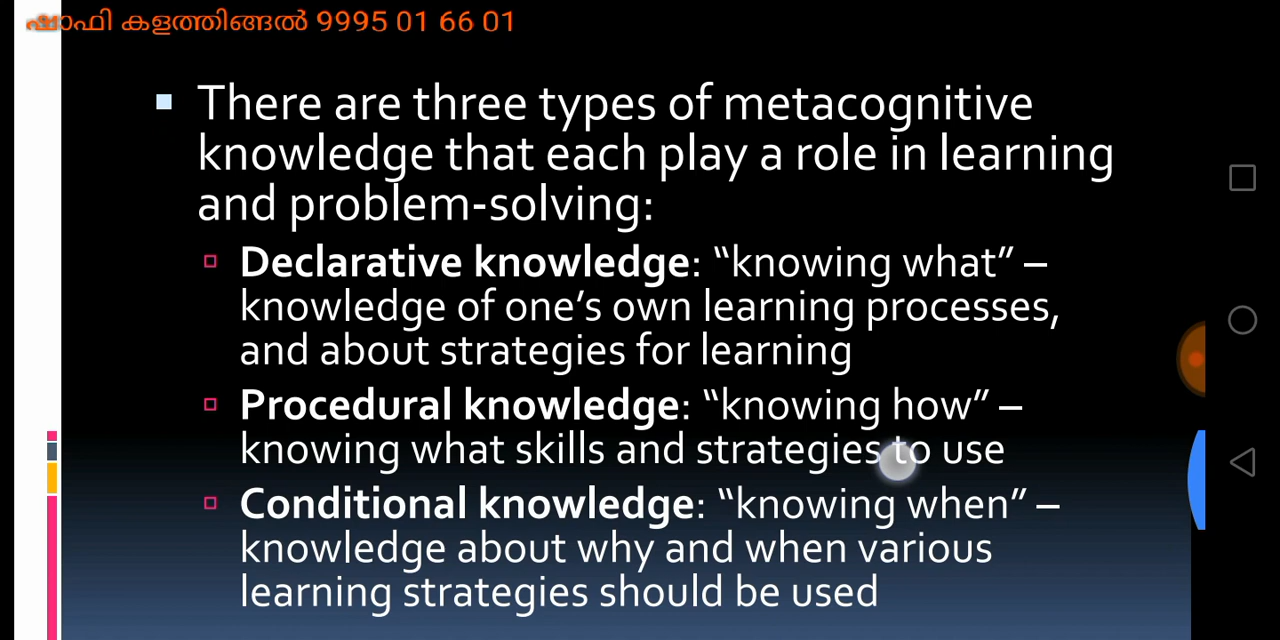 ഷാഫി കളത്തിങ്ങൽ 9995 01 66 01
There are three types of metacognitive
knowledge that each play a role in learning
and problem-solving:
Declarative knowledge: “knowing what” –
knowledge of one’s own learning processes,
and about strategies for learning
Procedural knowledge: “knowing how” –
knowing what skills and strategies to use
Conditional knowledge: “knowing when” –
knowledge about why and when various
learning strategies should be used